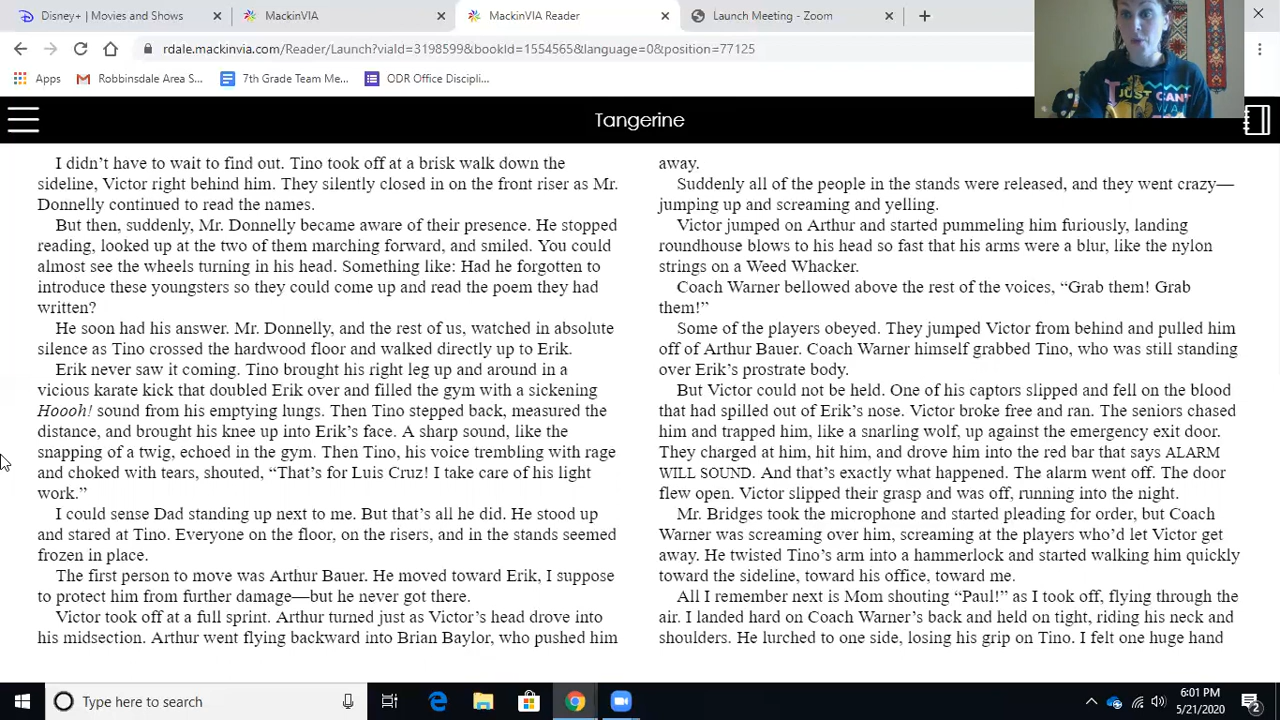 Disney+ | Movies and Shows
MackinVIA
MackinVIA Reader
Launch Meeting - Zoom
rdale.mackinvia.com/Reader/Launch?viaId=3198599&bookId=1554565&language=0&position=77125
Apps
Robbinsdale Area S...
7th Grade Team Me...
ODR Office Discipli...
JUST CAN'T
Tangerine
I didn't have to wait to find out. Tino took off at a brisk walk down the
sideline, Victor right behind him. They silently closed in on the front riser as Mr.
Donnelly continued to read the names.
But then, suddenly, Mr. Donnelly became aware of their presence. He stopped
reading, looked up at the two of them marching forward, and smiled. You could
almost see the wheels turning in his head. Something like: Had he forgotten to
introduce these youngsters so they could come up and read the poem they had
written?
He soon had his answer. Mr. Donnelly, and the rest of us, watched in absolute
silence as Tino crossed the hardwood floor and walked directly up to Erik.
Erik never saw it coming. Tino brought his right leg up and around in a
vicious karate kick that doubled Erik over and filled the gym with a sickening
Hoooh! sound from his emptying lungs. Then Tino stepped back, measured the
distance, and brought his knee up into Erik's face. A sharp sound, like the
snapping of a twig, echoed in the gym. Then Tino, his voice trembling with rage
and choked with tears, shouted, "That's for Luis Cruz! I take care of his light
work."
I could sense Dad standing up next to me. But that's all he did. He stood up
and stared at Tino. Everyone on the floor, on the risers, and in the stands seemed
frozen in place.
The first person to move was Arthur Bauer. He moved toward Erik, I suppose
to protect him from further damage—but he never got there.
Victor took off at a full sprint. Arthur turned just as Victor's head drove into
his midsection. Arthur went flying backward into Brian Baylor, who pushed him
away.
Suddenly all of the people in the stands were released, and they went crazy—
jumping up and screaming and yelling.
Victor jumped on Arthur and started pummeling him furiously, landing
roundhouse blows to his head so fast that his arms were a blur, like the nylon
strings on a Weed Whacker.
Coach Warner bellowed above the rest of the voices, "Grab them! Grab
them!"
Some of the players obeyed. They jumped Victor from behind and pulled him
off of Arthur Bauer. Coach Warner himself grabbed Tino, who was still standing
over Erik's prostrate body.
But Victor could not be held. One of his captors slipped and fell on the blood
that had spilled out of Erik's nose. Victor broke free and ran. The seniors chased
him and trapped him, like a snarling wolf, up against the emergency exit door.
They charged at him, hit him, and drove him into the red bar that says ALARM
WILL SOUND. And that's exactly what happened. The alarm went off. The door
flew open. Victor slipped their grasp and was off, running into the night.
Mr. Bridges took the microphone and started pleading for order, but Coach
Warner was screaming over him, screaming at the players who'd let Victor get
away. He twisted Tino's arm into a hammerlock and started walking him quickly
toward the sideline, toward his office, toward me.
All I remember next is Mom shouting "Paul!" as I took off, flying through the
air. I landed hard on Coach Warner's back and held on tight, riding his neck and
shoulders. He lurched to one side, losing his grip on Tino. I felt one huge hand
Type here to search
6:01 PM
5/21/2020
2